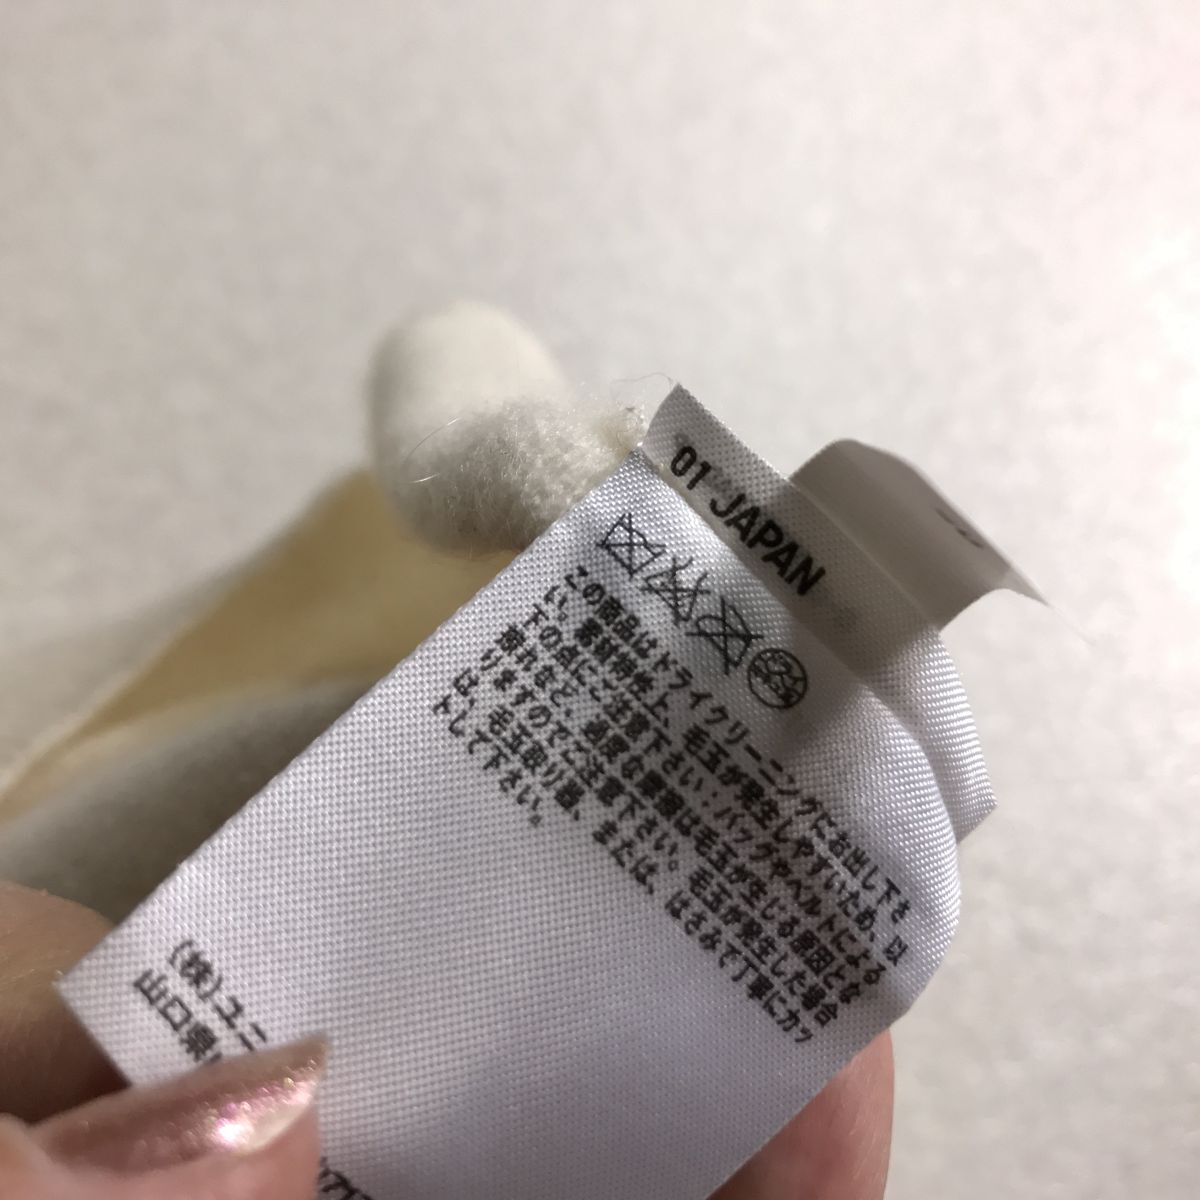 01 JAPAN
この商品はドライクリーニングにお出し下さ
い。素材特性上、毛玉が発生しやすいため、以
下の点にご注意下さい：バッグやベルトによる
擦れなど、過度な摩擦は毛玉が生じる原因とな
りますのでご注意下さい。毛玉が発生した場合
は、毛玉取り器、または、はさみで丁寧にカッ
トして下さい。
(株)ユニ
山口県